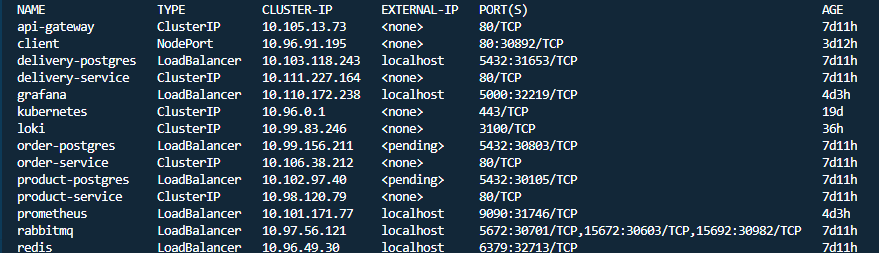 NAME TYPE CLUSTER-IP EXTERNAL-IP PORT(S) AGE
api-gateway ClusterIP 10.105.13.73 <none> 80/TCP 7d11h
client NodePort 10.96.91.195 <none> 80:30892/TCP 3d12h
delivery-postgres LoadBalancer 10.103.118.243 localhost 5432:31653/TCP 7d11h
delivery-service ClusterIP 10.111.227.164 <none> 80/TCP 7d11h
grafana LoadBalancer 10.110.172.238 localhost 5000:32219/TCP 4d3h
kubernetes ClusterIP 10.96.0.1 <none> 443/TCP 19d
loki ClusterIP 10.99.83.246 <none> 3100/TCP 36h
order-postgres LoadBalancer 10.99.156.211 <pending> 5432:30803/TCP 7d11h
order-service ClusterIP 10.106.38.212 <none> 80/TCP 7d11h
product-postgres LoadBalancer 10.102.97.40 <pending> 5432:30105/TCP 7d11h
product-service ClusterIP 10.98.120.79 <none> 80/TCP 7d11h
prometheus LoadBalancer 10.101.171.77 localhost 9090:31746/TCP 4d3h
rabbitmq LoadBalancer 10.97.56.121 localhost 5672:30701/TCP,15672:30603/TCP,15692:30982/TCP 7d11h
redis LoadBalancer 10.96.49.30 localhost 6379:32713/TCP 7d11h